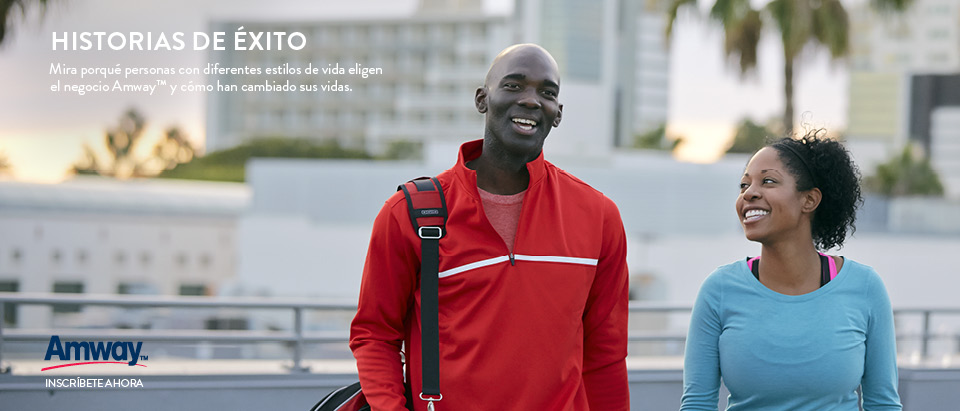 HISTORIAS DE ÉXITO
Mira porqué personas con diferentes estilos de vida eligen
el negocio Amway™ y cómo han cambiado sus vidas.
Amway™
INSCRÍBETE AHORA